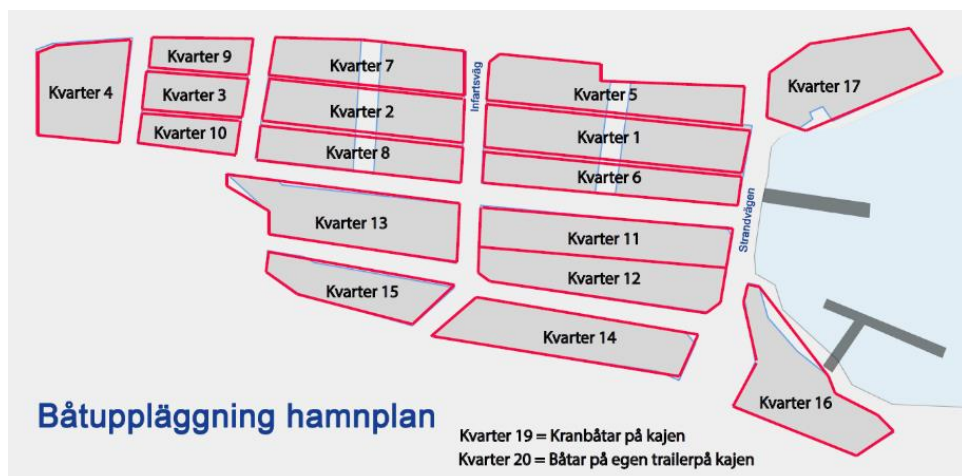 Kvarter 4
Kvarter 9
Kvarter 3
Kvarter 10
Kvarter 7
Kvarter 2
Kvarter 8
Infartsväg
Kvarter 5
Kvarter 1
Kvarter 6
Kvarter 17
Strandvägen
Kvarter 13
Kvarter 11
Kvarter 12
Kvarter 15
Kvarter 14
Kvarter 16
Båtuppläggning hamnplan
Kvarter 19 = Kranbåtar på kajen
Kvarter 20 = Båtar på egen trailerpå kajen